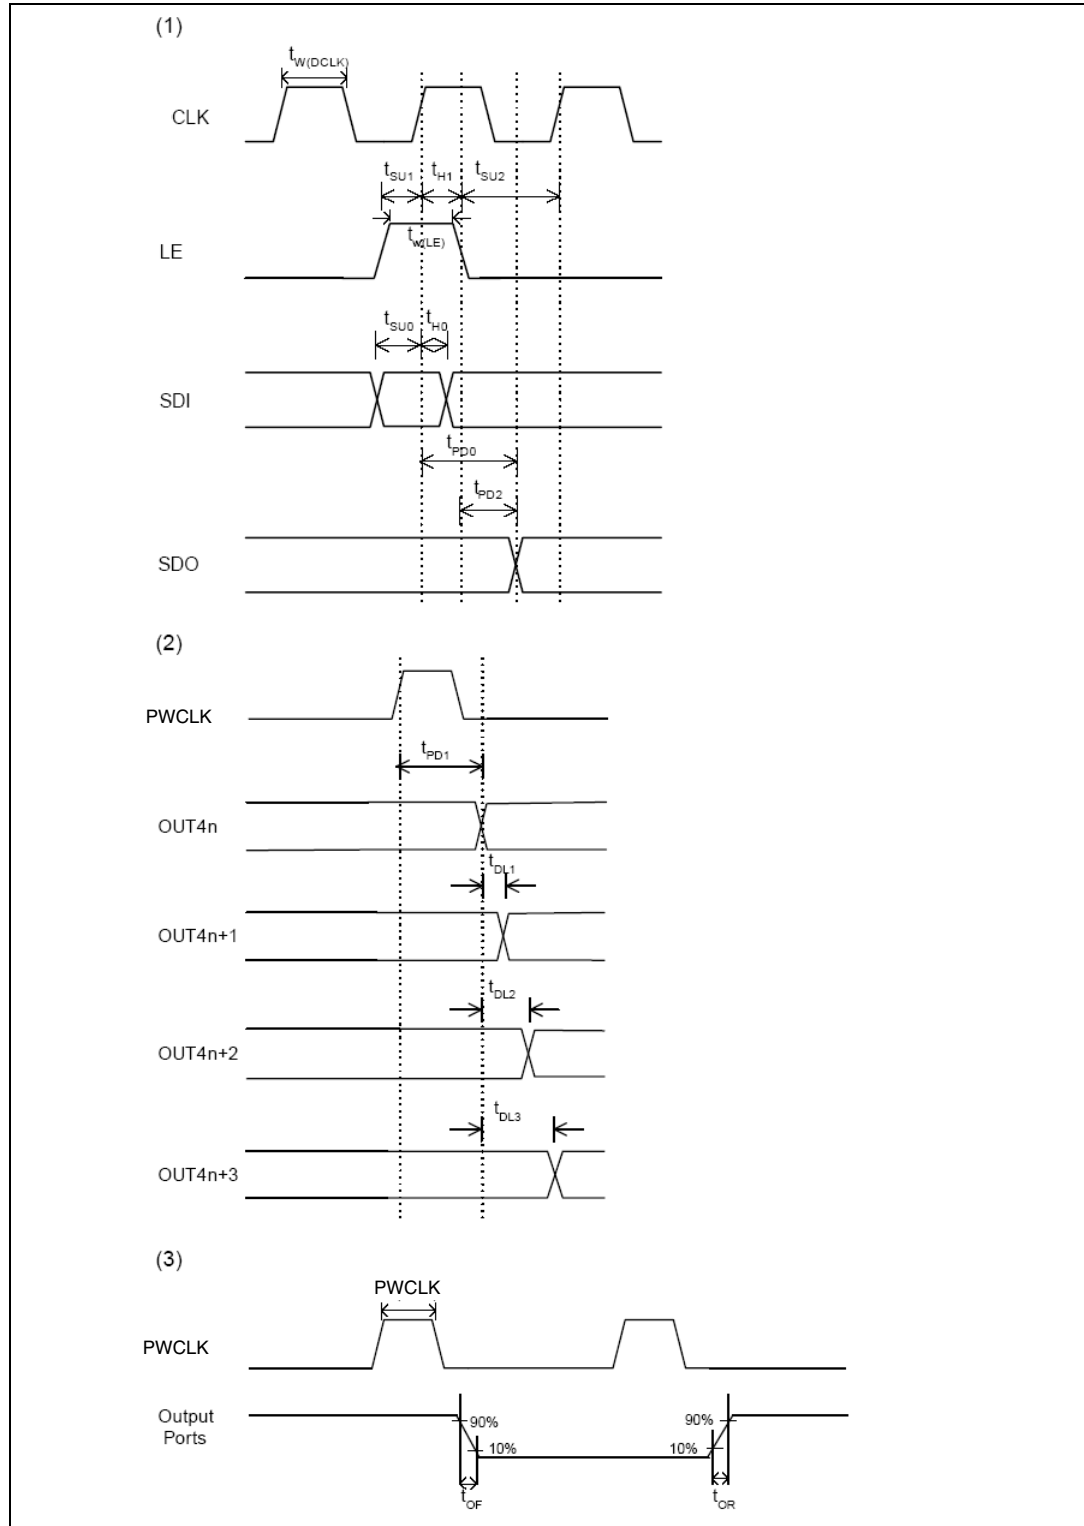 (1)
tW(DCLK)
CLK
tSU1 tH1 tSU2
tw(LE)
LE
tSU0 tH0
SDI
tPD0
tPD2
SDO
(2)
PWCLK
tPD1
OUT4n
tDL1
OUT4n+1
tDL2
OUT4n+2
tDL3
OUT4n+3
(3)
PWCLK
PWCLK
Output
Ports
90% 90%
10% 10%
tOF tOR